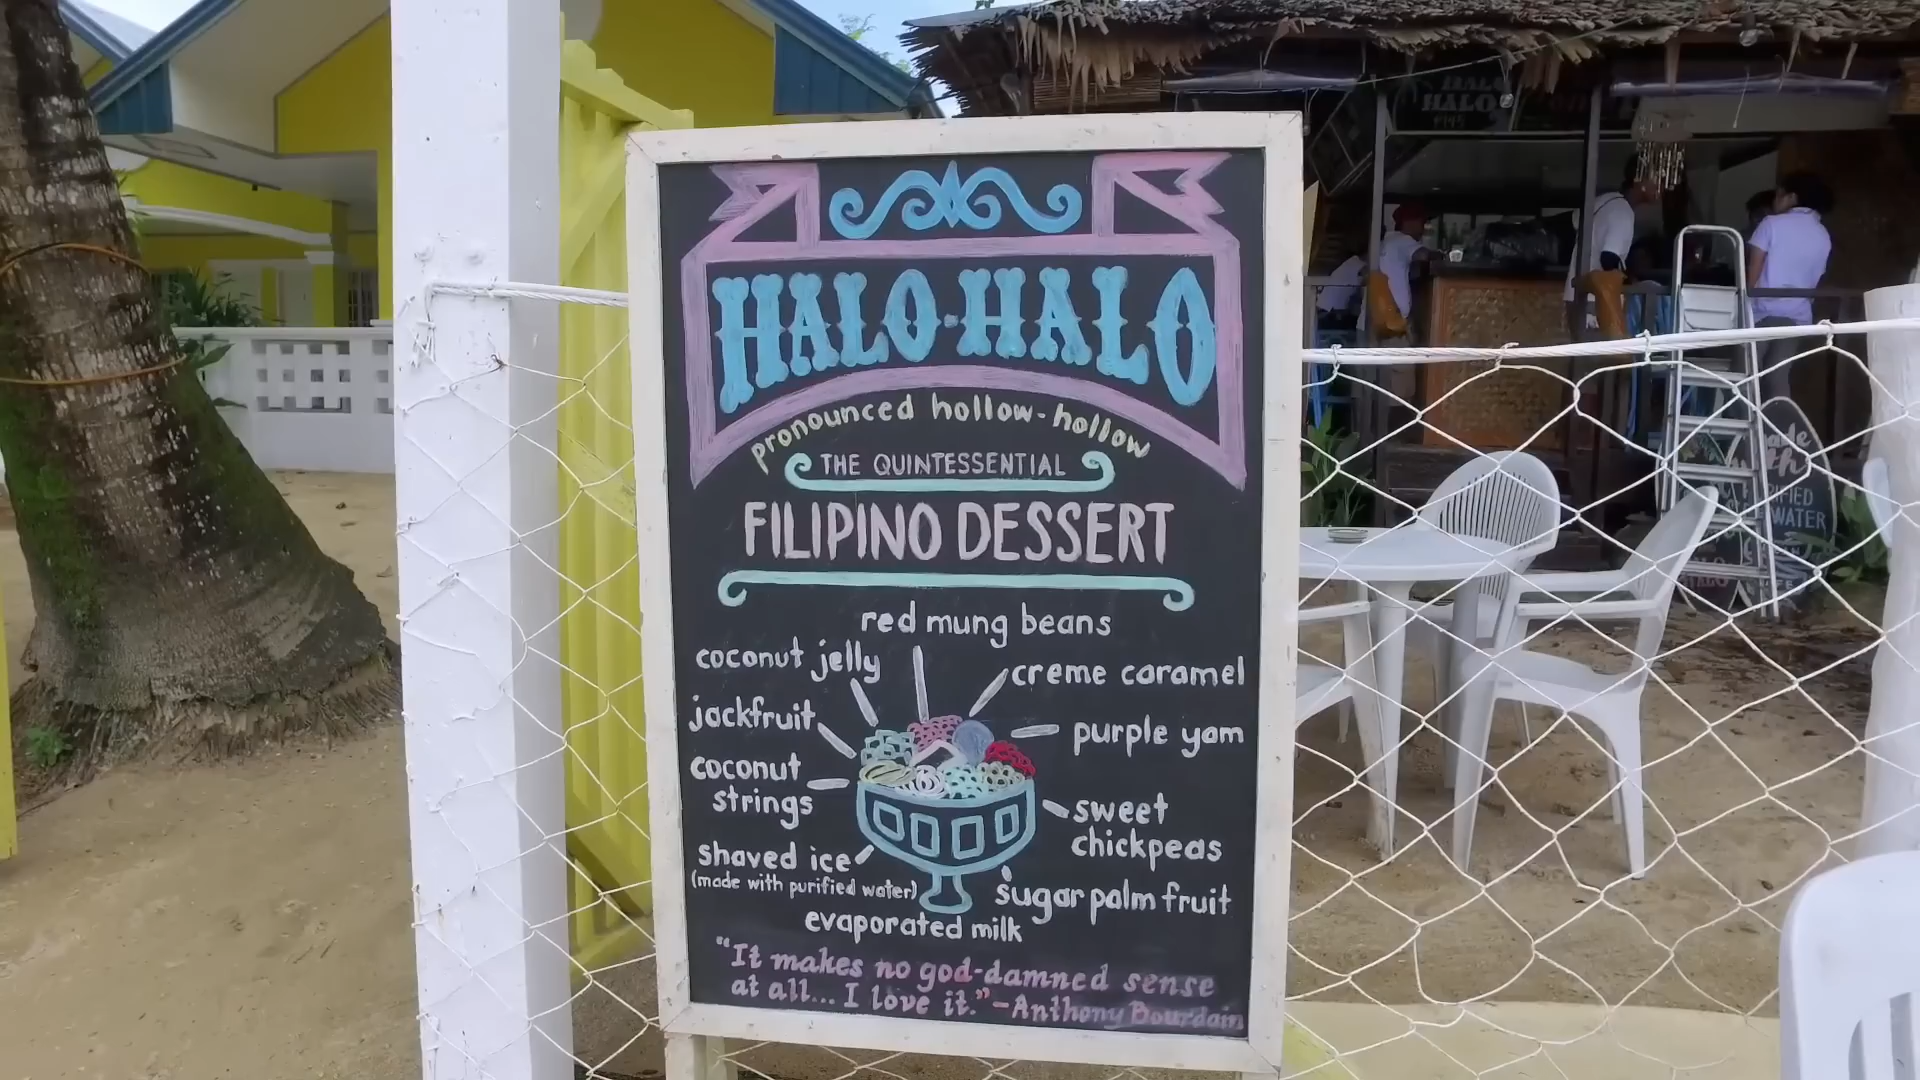 HALO-HALO
pronounced hollow-hollow
THE QUINTESSENTIAL
FILIPINO DESSERT
red mung beans
coconut jelly
creme caramel
jackfruit
purple yam
coconut
strings
sweet
chickpeas
shaved ice
(made with purified water)
sugar palm fruit
evaporated milk
"It makes no god-damned sense
at all... I love it." - Anthony Bourdain
HALO
HALO
WATER